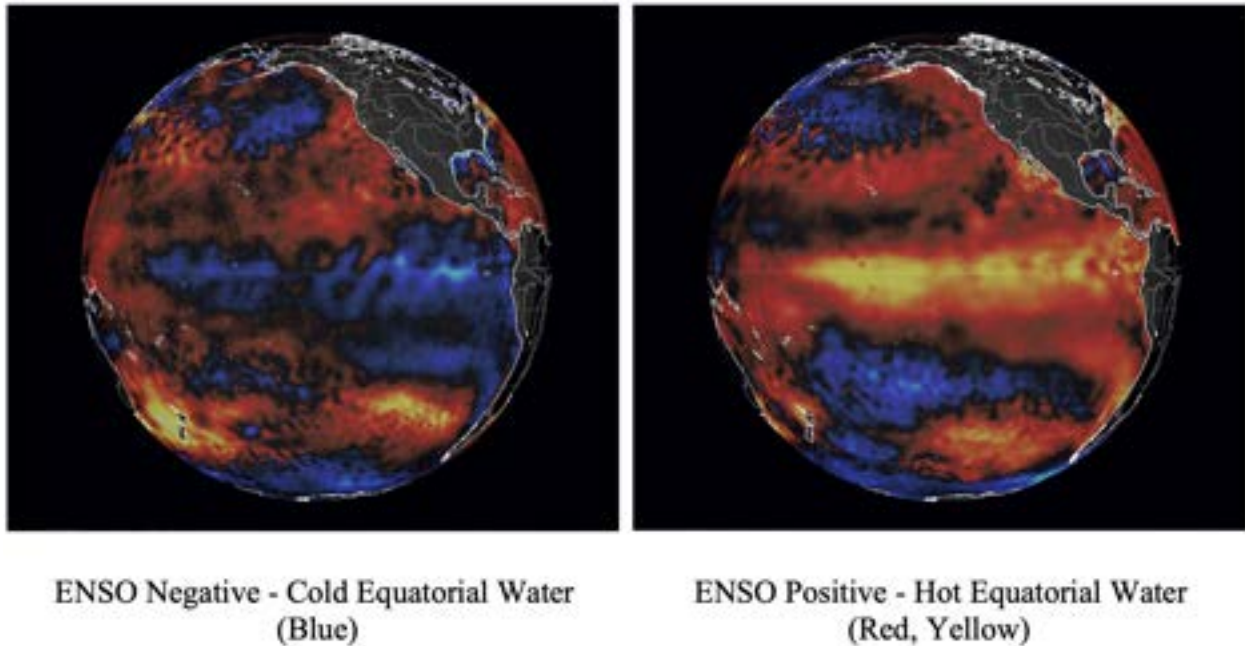 ENSO Negative - Cold Equatorial Water
(Blue)
ENSO Positive - Hot Equatorial Water
(Red, Yellow)